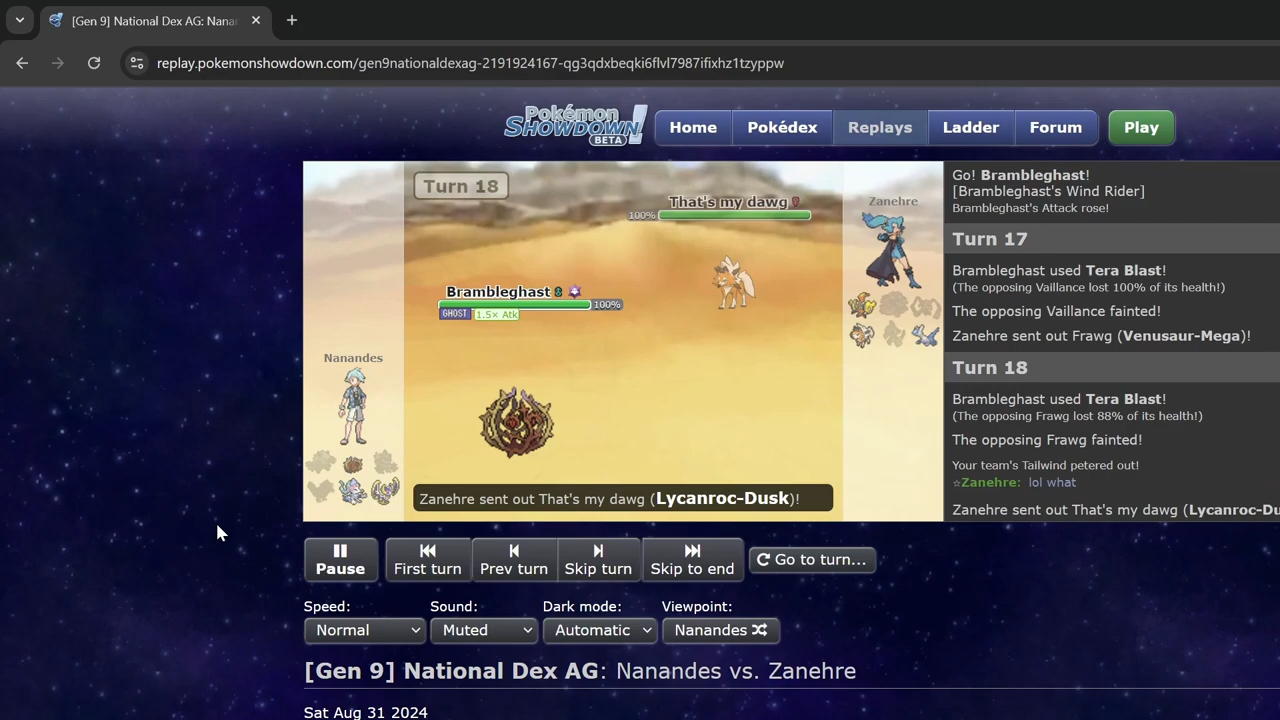 [Gen 9] National Dex AG: Nana
replay.pokemonshowdown.com/gen9nationaldexag-2191924167-qg3qdxbeqki6flvl7987ifixhz1tzyppw
Pokémon
SHOWDOWN!
BETA
Home
Pokédex
Replays
Ladder
Forum
Play
Turn 18
That's my dawg
100%
Brambleghast
100%
GHOST
1.5× Atk
Nanandes
Zanehre
Zanehre sent out That's my dawg (Lycanroc-Dusk)!
Go! Brambleghast!
[Brambleghast's Wind Rider]
Brambleghast's Attack rose!
Turn 17
Brambleghast used Tera Blast!
(The opposing Vaillance lost 100% of its health!)
The opposing Vaillance fainted!
Zanehre sent out Frawg (Venusaur-Mega)!
Turn 18
Brambleghast used Tera Blast!
(The opposing Frawg lost 88% of its health!)
The opposing Frawg fainted!
Your team's Tailwind petered out!
☆Zanehre: lol what
Zanehre sent out That's my dawg (Lycanroc-Du
Pause
First turn
Prev turn
Skip turn
Skip to end
Go to turn...
Speed:
Sound:
Dark mode:
Viewpoint:
Normal
Muted
Automatic
Nanandes
[Gen 9] National Dex AG: Nanandes vs. Zanehre
Sat Aug 31 2024